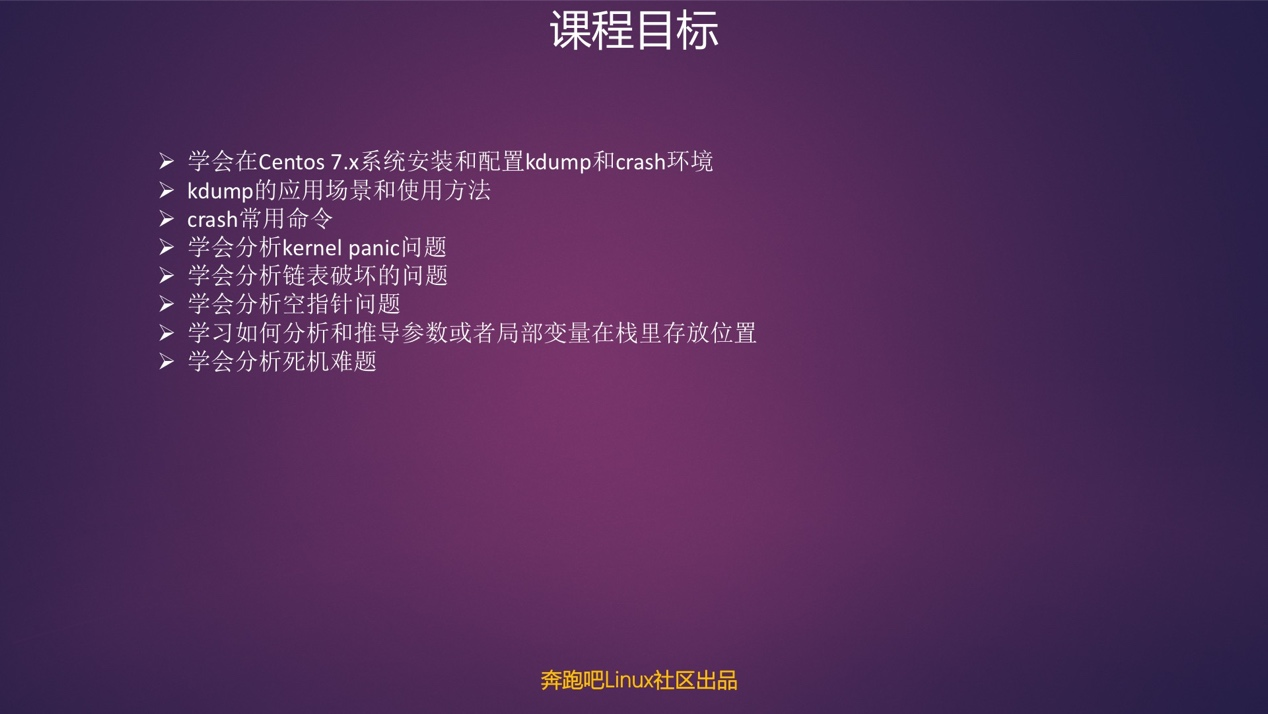 课程目标
➢ 学会在Centos 7.x系统安装和配置kdump和crash环境
➢ kdump的应用场景和使用方法
➢ crash常用命令
➢ 学会分析kernel panic问题
➢ 学会分析链表破坏的问题
➢ 学会分析空指针问题
➢ 学习如何分析和推导参数或者局部变量在栈里存放位置
➢ 学会分析死机难题
奔跑吧Linux社区出品